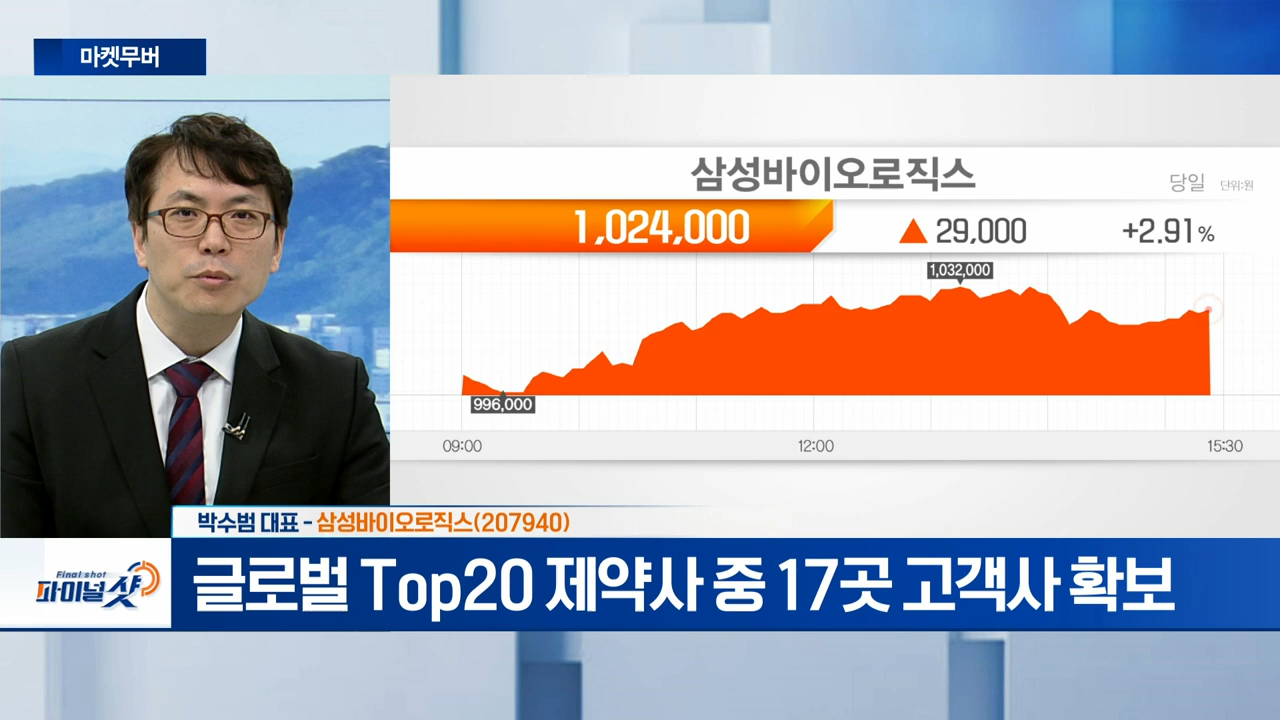 마켓무버
삼성바이오로직스
당일 단위:원
1,024,000 ▲ 29,000 +2.91%
1,032,000
996,000
09:00 12:00 15:30
박수범 대표 - 삼성바이오로직스(207940)
Final shot
파이널샷
글로벌 Top20 제약사 중 17곳 고객사 확보